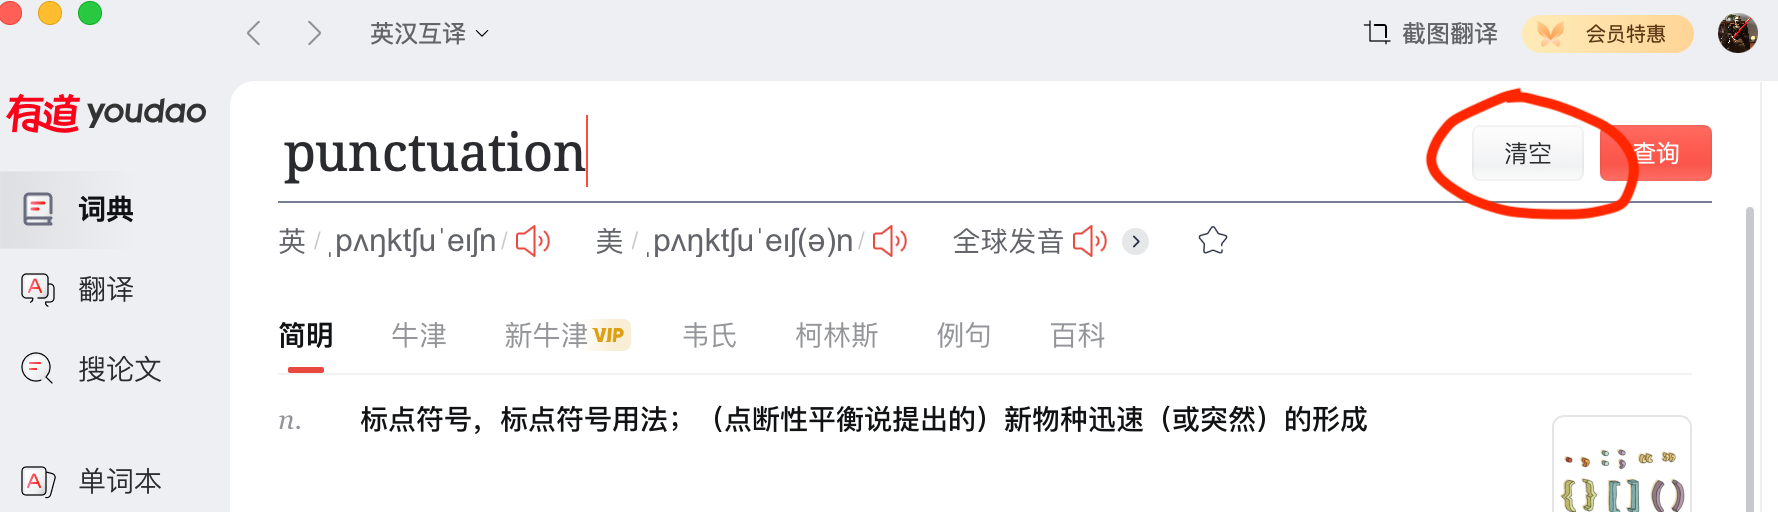 英汉互译
截图翻译
会员特惠
有道 youdao
punctuation
清空
查询
词典
英 / ˌpʌŋktʃuˈeɪʃn /
美 / ˌpʌŋktʃuˈeɪʃ(ə)n /
全球发音
翻译
简明 牛津 新牛津 VIP 韦氏 柯林斯 例句 百科
搜论文
n. 标点符号，标点符号用法；（点断性平衡说提出的）新物种迅速（或突然）的形成
单词本